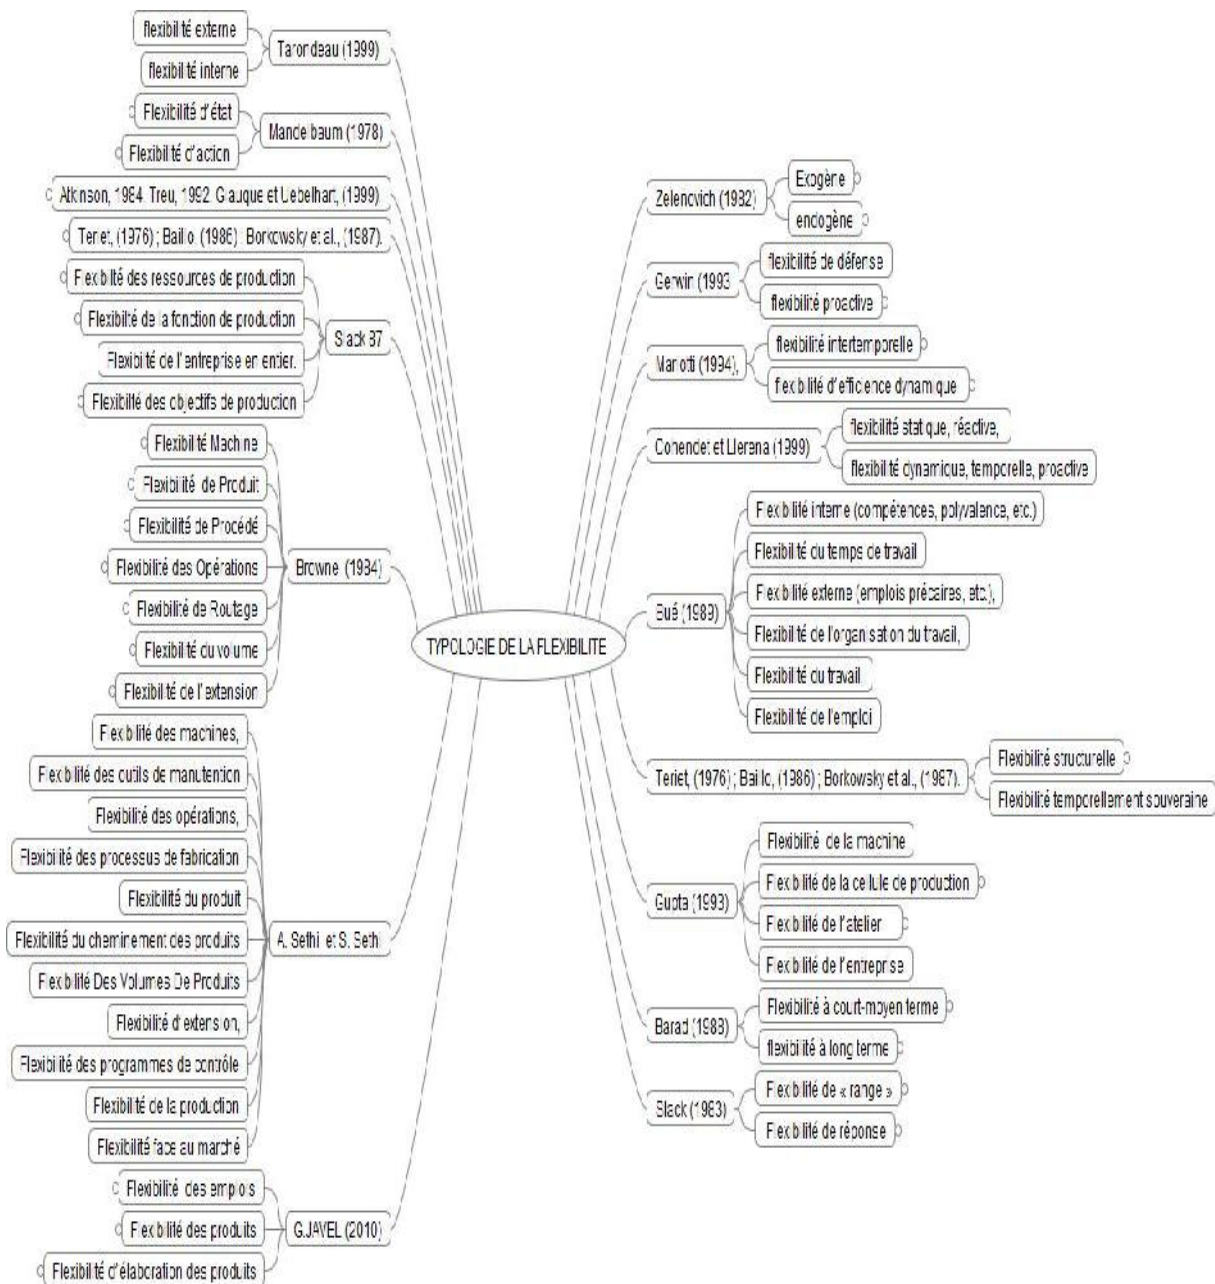 flexibilité externe
flexibilité interne
Tarondeau (1999)
Flexibilité d'état
Flexibilité d'action
Mandelbaum (1978)
Atkinson, 1984. Treu, 1992. Giauque et Uebelhart, (1999)
Teriet, (1976) ; Baillo, (1986) ; Borkowsky et al., (1987).
Flexibilté des ressources de production
Flexibilté de la fonction de production
Flexibilté de l'entreprise en entier.
Flexibilité des objectifs de production
Slack 87
Flexibilité Machine
Flexibilité de Produit
Flexibilité de Procédé
Flexibilité des Opérations
Flexibilité de Routage
Flexibilité du volume
Flexibilité de l'extension
Browne (1984)
Flexibilité des machines,
Flexibilité des outils de manutention
Flexibilité des opérations,
Flexibilité des processus de fabrication
Flexibilité du produit
Flexibilité du cheminement des produits
Flexibilité Des Volumes De Produits
Flexibilité d'extension,
Flexibilité des programmes de contrôle
Flexibilité de la production
Flexibilité face au marché
A. Sethi et S. Sethi
Flexibilité des emplois
Flexibilité des produits
Flexibilité d'élaboration des produits
G.JAVEL (2010)
TYPOLOGIE DE LA FLEXIBILITE
Zelenovich (1982)
Exogène
endogène
Gerwin (1993
flexibilité de défense
flexibilité proactive
Mariotti (1994),
flexibilité intertemporelle
flexibilité d'efficience dynamique
Cohendet et Llerena (1999)
flexibilité statique, réactive,
flexibilité dynamique, temporelle, proactive
Bué (1989)
Flexibilité interne (compétences, polyvalence, etc.)
Flexibilité du temps de travail
Flexibilité externe (emplois précaires, etc.),
Flexibilité de l'organisation du travail,
Flexibilité du travail
Flexibilité de l'emploi
Teriet, (1976) ; Baillo, (1986) ; Borkowsky et al., (1987).
Flexibilité structurelle
Flexibilité temporellement souveraine
Gupta (1993)
Flexibilité de la machine
Flexibilité de la cellule de production
Flexibilité de l'atelier
Flexibilité de l'entreprise
Barad (1988)
Flexibilité à court-moyen terme
flexibilité à long terme
Slack (1983)
Flexibilité de « range »
Flexibilité de réponse